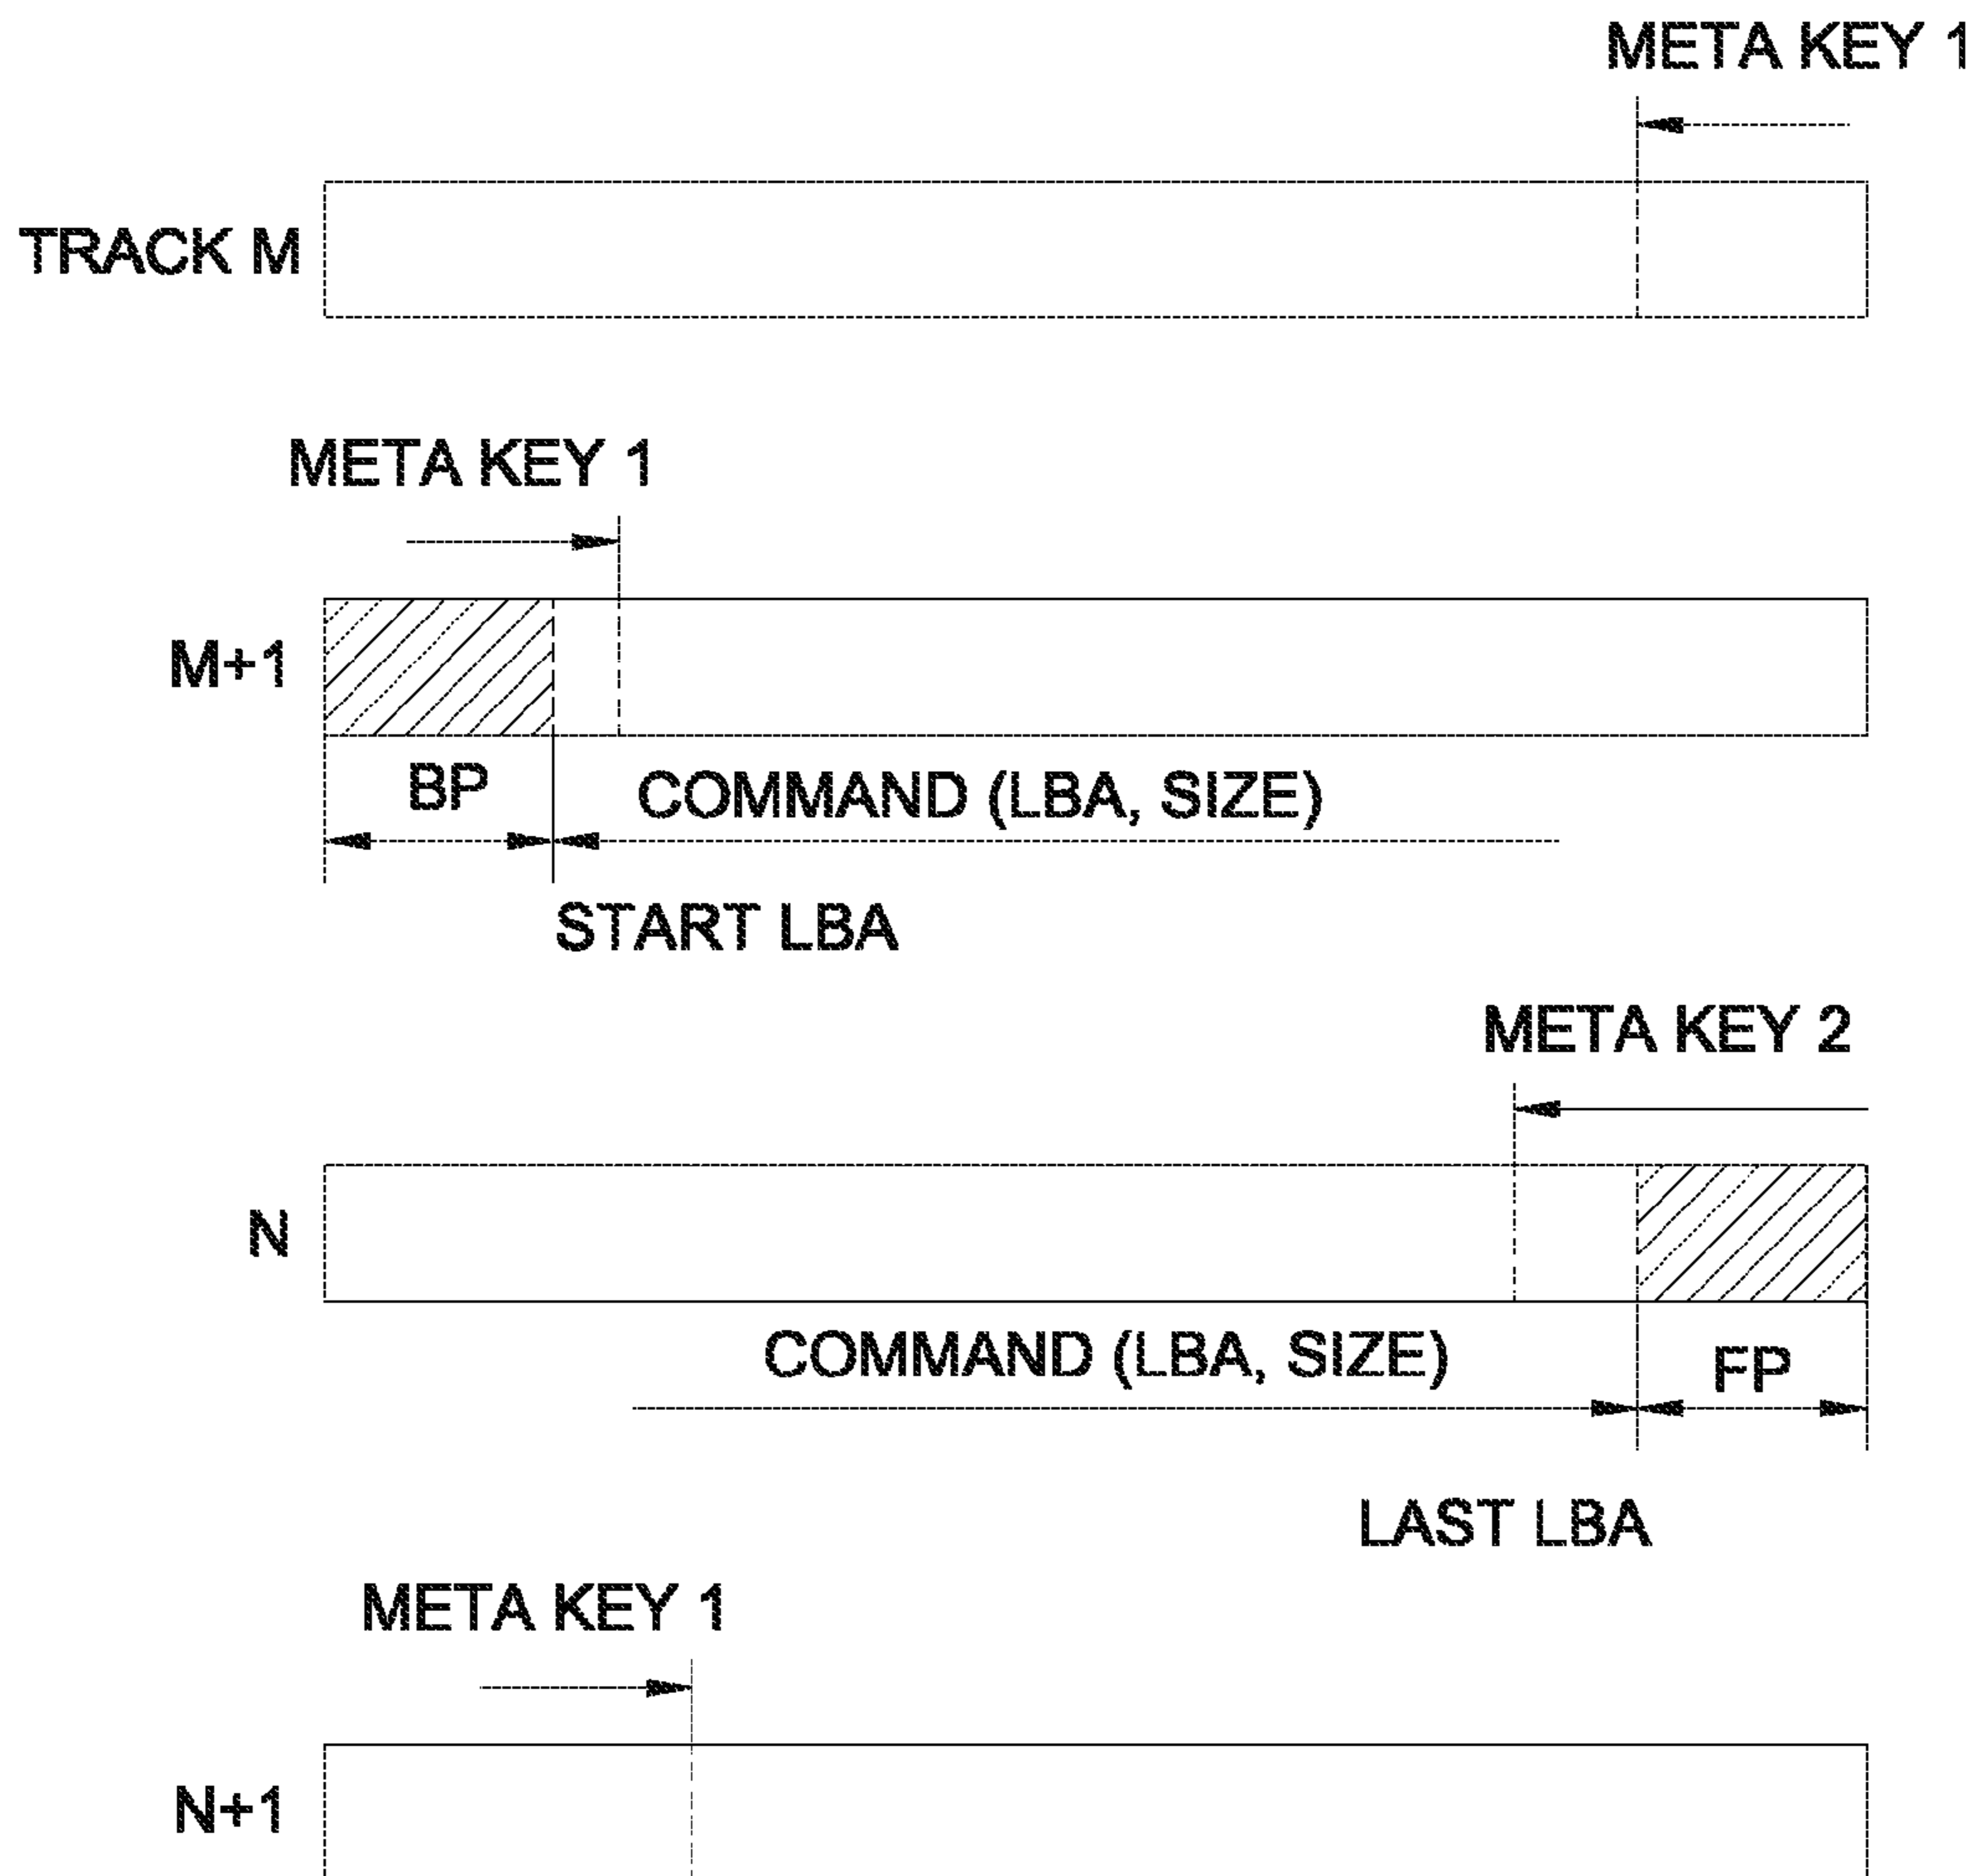 META KEY 1
TRACK M
META KEY 1
M+1
BP
COMMAND (LBA, SIZE)
START LBA
META KEY 2
N
COMMAND (LBA, SIZE)
FP
LAST LBA
META KEY 1
N+1